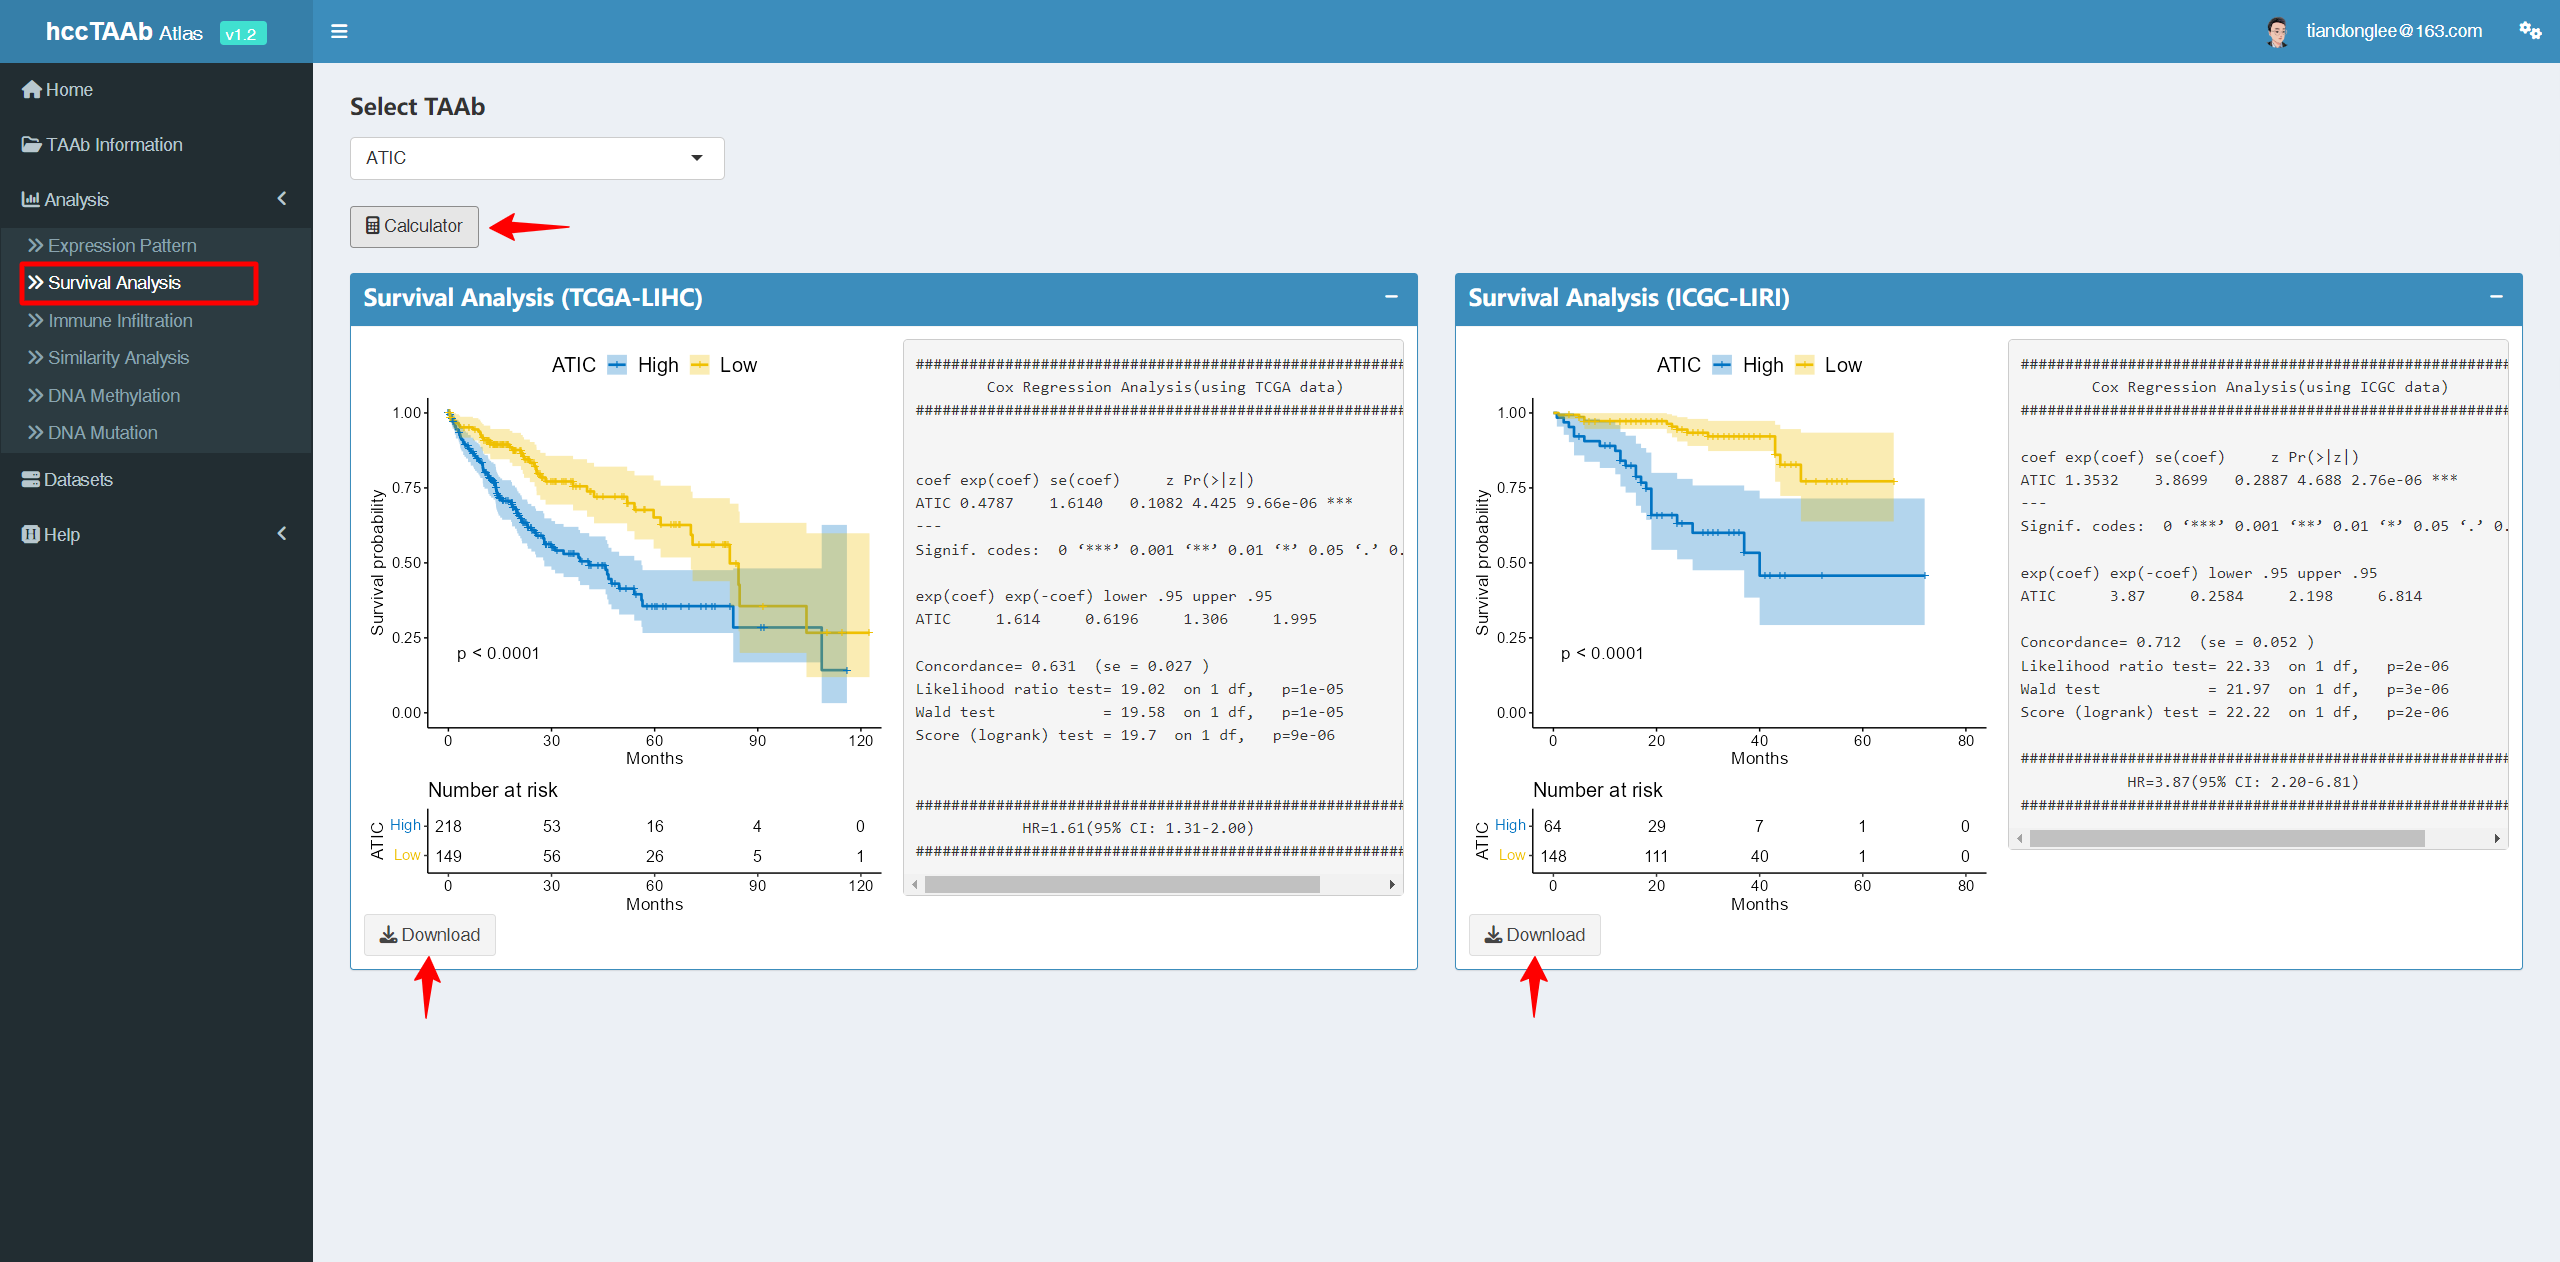 hccTAAb Atlas v1.2
tiandonglee@163.com
Home
TAAb Information
Analysis
Expression Pattern
Survival Analysis
Immune Infiltration
Similarity Analysis
DNA Methylation
DNA Mutation
Datasets
Help
Select TAAb
ATIC
Calculator
Survival Analysis (TCGA-LIHC)
ATIC High Low
Survival probability
1.00
0.75
0.50
0.25
0.00
p < 0.0001
0 30 60 90 120
Months
Number at risk
ATIC
High 218 53 16 4 0
Low 149 56 26 5 1
0 30 60 90 120
Months
Download
######################################################
Cox Regression Analysis(using TCGA data)
######################################################
coef exp(coef) se(coef) z Pr(>|z|)
ATIC 0.4787 1.6140 0.1082 4.425 9.66e-06 ***
---
Signif. codes: 0 ‘***’ 0.001 ‘**’ 0.01 ‘*’ 0.05 ‘.’ 0.
exp(coef) exp(-coef) lower .95 upper .95
ATIC 1.614 0.6196 1.306 1.995
Concordance= 0.631 (se = 0.027 )
Likelihood ratio test= 19.02 on 1 df, p=1e-05
Wald test = 19.58 on 1 df, p=1e-05
Score (logrank) test = 19.7 on 1 df, p=9e-06
######################################################
HR=1.61(95% CI: 1.31-2.00)
######################################################
Survival Analysis (ICGC-LIRI)
ATIC High Low
Survival probability
1.00
0.75
0.50
0.25
0.00
p < 0.0001
0 20 40 60 80
Months
Number at risk
ATIC
High 64 29 7 1 0
Low 148 111 40 1 0
0 20 40 60 80
Months
Download
######################################################
Cox Regression Analysis(using ICGC data)
######################################################
coef exp(coef) se(coef) z Pr(>|z|)
ATIC 1.3532 3.8699 0.2887 4.688 2.76e-06 ***
---
Signif. codes: 0 ‘***’ 0.001 ‘**’ 0.01 ‘*’ 0.05 ‘.’ 0.
exp(coef) exp(-coef) lower .95 upper .95
ATIC 3.87 0.2584 2.198 6.814
Concordance= 0.712 (se = 0.052 )
Likelihood ratio test= 22.33 on 1 df, p=2e-06
Wald test = 21.97 on 1 df, p=3e-06
Score (logrank) test = 22.22 on 1 df, p=2e-06
######################################################
HR=3.87(95% CI: 2.20-6.81)
######################################################